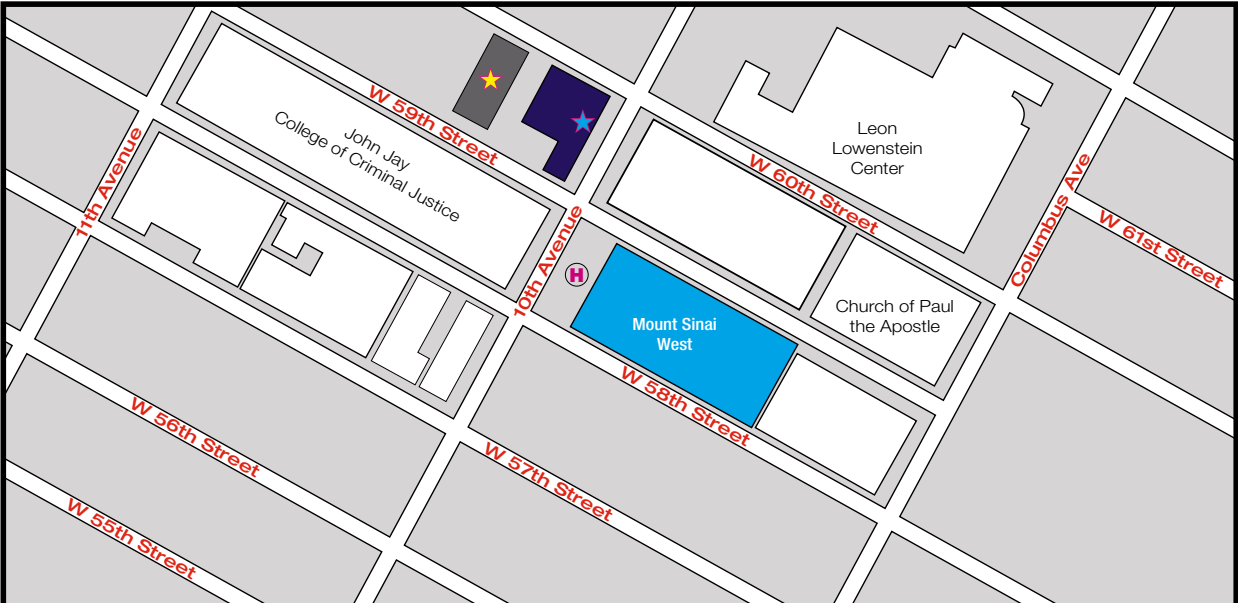 W 59th Street
John Jay
College of Criminal Justice
11th Avenue
10th Avenue
H
W 60th Street
Leon
Lowenstein
Center
Columbus Ave
W 61st Street
Church of Paul
the Apostle
Mount Sinai
West
W 58th Street
W 57th Street
W 56th Street
W 55th Street